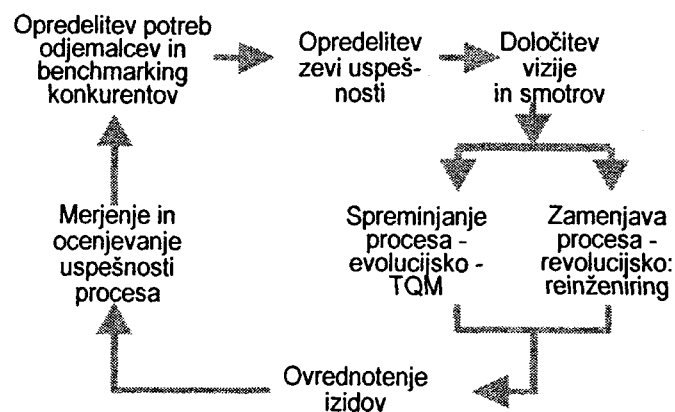 Opredelitev potreb
odjemalcev in
benchmarking
konkurentov
Opredelitev
zevi uspeš-
nosti
Določitev
vizije
in smotrov
Spreminjanje
procesa -
evolucijsko -
TQM
Zamenjava
procesa -
revolucijsko:
reinženiring
Ovrednotenje
izidov
Merjenje in
ocenjevanje
uspešnosti
procesa